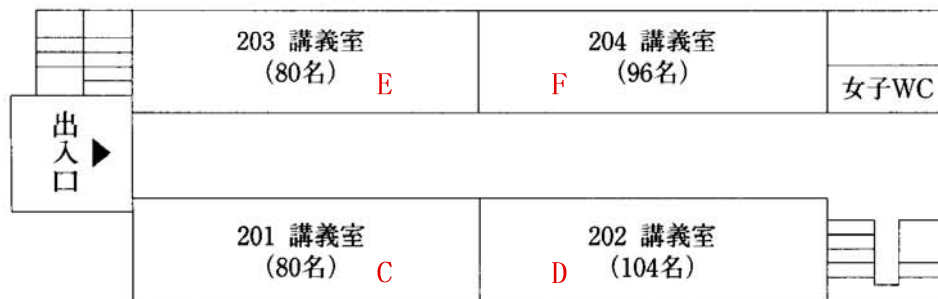 203 講義室
(80名) E
204 講義室
F (96名)
女子WC
出入口 ▶
201 講義室
(80名) C
202 講義室
D (104名)